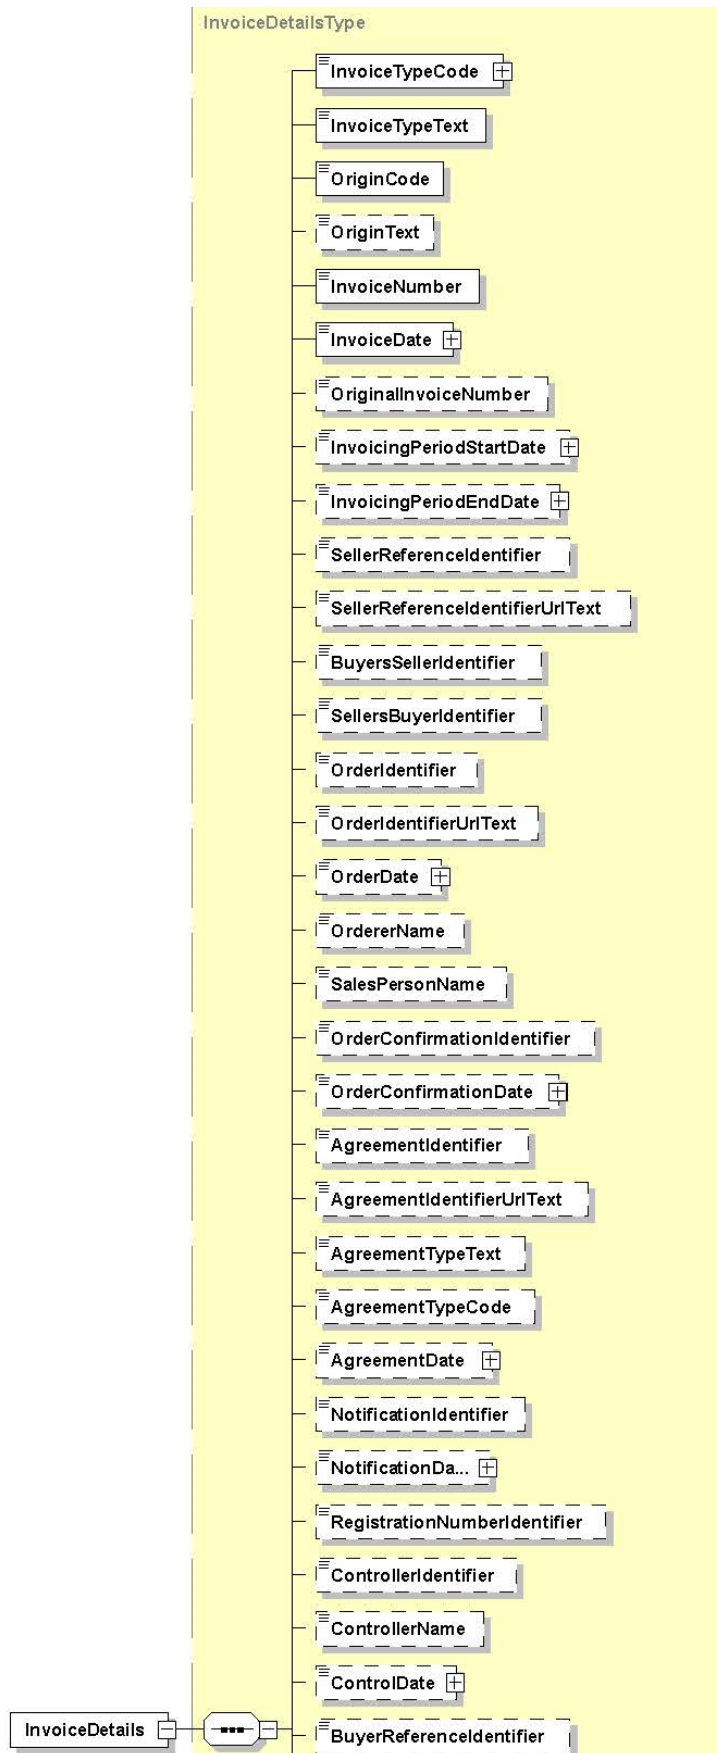 InvoiceDetailsType
InvoiceTypeCode
InvoiceTypeText
OriginCode
OriginText
InvoiceNumber
InvoiceDate
OriginalInvoiceNumber
InvoicingPeriodStartDate
InvoicingPeriodEndDate
SellerReferenceIdentifier
SellerReferenceIdentifierUrlText
BuyersSellerIdentifier
SellersBuyerIdentifier
OrderIdentifier
OrderIdentifierUrlText
OrderDate
OrdererName
SalesPersonName
OrderConfirmationIdentifier
OrderConfirmationDate
AgreementIdentifier
AgreementIdentifierUrlText
AgreementTypeText
AgreementTypeCode
AgreementDate
NotificationIdentifier
NotificationDa...
RegistrationNumberIdentifier
ControllerIdentifier
ControllerName
ControlDate
InvoiceDetails
BuyerReferenceIdentifier